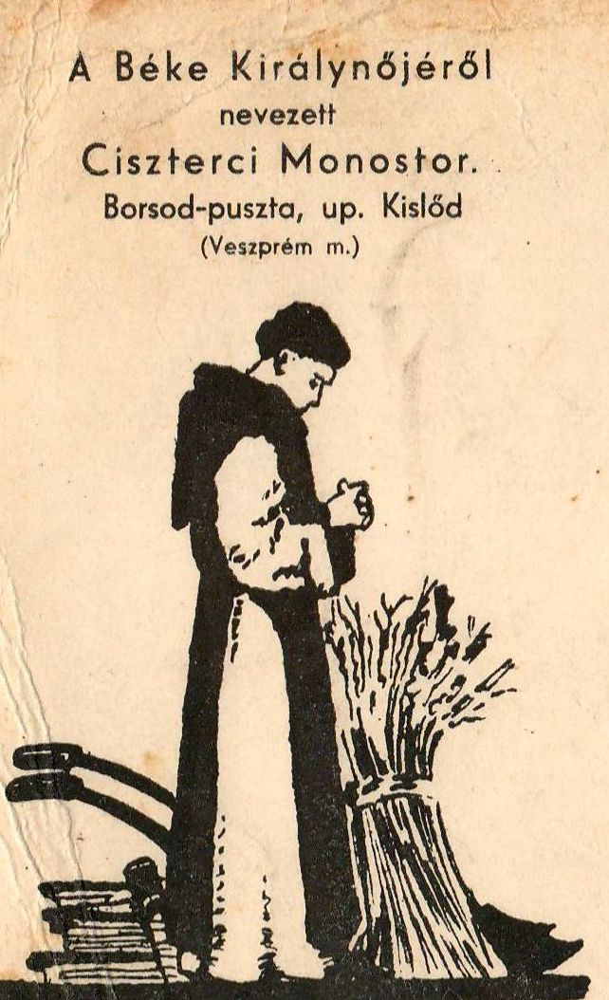 A Béke Királynőjéről
nevezett
Ciszterci Monostor.
Borsod-puszta, up. Kislőd
(Veszprém m.)